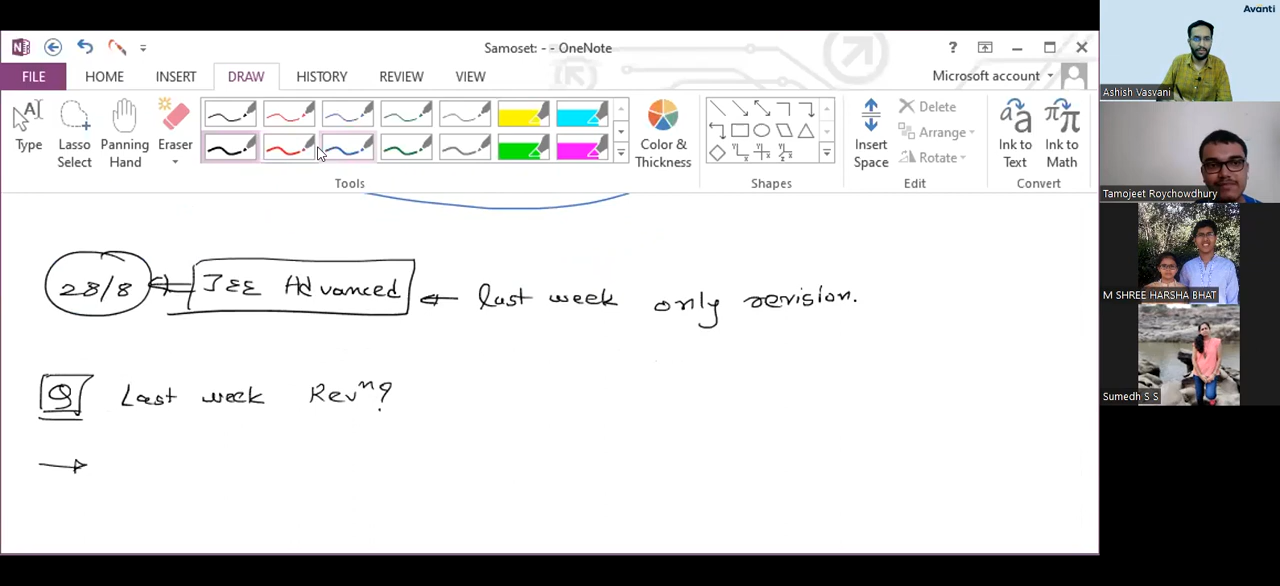 Avanti
Samoset: - - OneNote
?
FILE HOME INSERT DRAW HISTORY REVIEW VIEW
Microsoft account
Ashish Vasvani
Type
Lasso Select
Panning Hand
Eraser
Color & Thickness
Insert Space
Delete
Arrange
Rotate
Ink to Text
Ink to Math
Tools Shapes Edit Convert
Tamojeet Roychowdhury
28/8 JEE Advanced last week only revision.
M SHREE HARSHA BHAT
Q Last week Revⁿ?
Sumedh S S